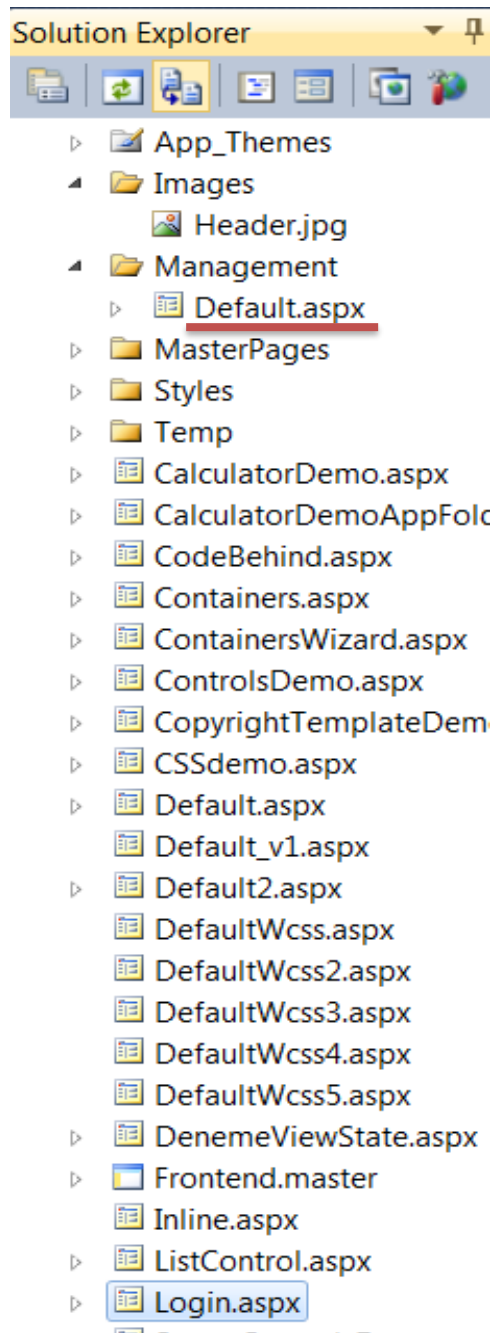 Solution Explorer
App_Themes
Images
Header.jpg
Management
Default.aspx
MasterPages
Styles
Temp
CalculatorDemo.aspx
CalculatorDemoAppFold
CodeBehind.aspx
Containers.aspx
ContainersWizard.aspx
ControlsDemo.aspx
CopyrightTemplateDem
CSSdemo.aspx
Default.aspx
Default_v1.aspx
Default2.aspx
DefaultWcss.aspx
DefaultWcss2.aspx
DefaultWcss3.aspx
DefaultWcss4.aspx
DefaultWcss5.aspx
DenemeViewState.aspx
Frontend.master
Inline.aspx
ListControl.aspx
Login.aspx